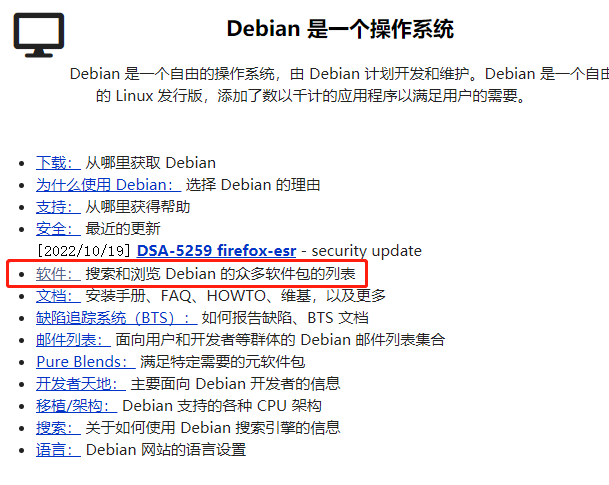 Debian 是一个操作系统
Debian 是一个自由的操作系统，由 Debian 计划开发和维护。Debian 是一个自
的 Linux 发行版，添加了数以千计的应用程序以满足用户的需要。
下载： 从哪里获取 Debian
为什么使用 Debian： 选择 Debian 的理由
支持： 从哪里获得帮助
安全： 最近的更新
[2022/10/19] DSA-5259 firefox-esr - security update
软件： 搜索和浏览 Debian 的众多软件包的列表
文档： 安装手册、FAQ、HOWTO、维基，以及更多
缺陷追踪系统（BTS）： 如何报告缺陷、BTS 文档
邮件列表： 面向用户和开发者等群体的 Debian 邮件列表集合
Pure Blends： 满足特定需要的元软件包
开发者天地： 主要面向 Debian 开发者的信息
移植/架构： Debian 支持的各种 CPU 架构
搜索： 关于如何使用 Debian 搜索引擎的信息
语言： Debian 网站的语言设置